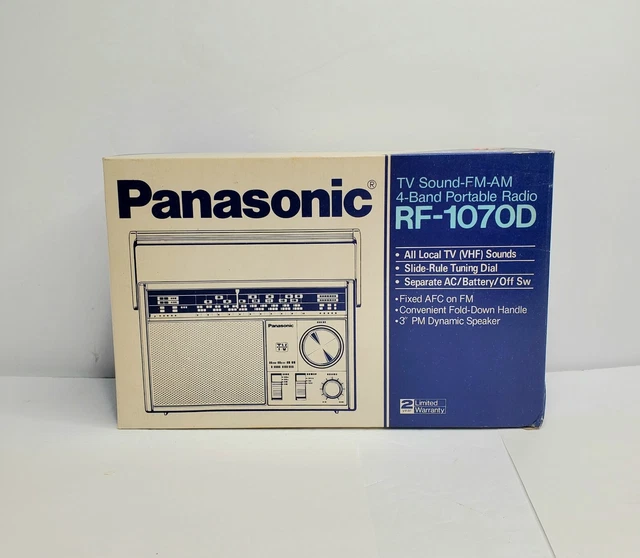 Panasonic®
TV Sound-FM-AM
4-Band Portable Radio
RF-1070D
• All Local TV (VHF) Sounds
• Slide-Rule Tuning Dial
• Separate AC/Battery/Off Sw
• Fixed AFC on FM
• Convenient Fold-Down Handle
• 3" PM Dynamic Speaker
Panasonic
TV
2 Limited
Warranty